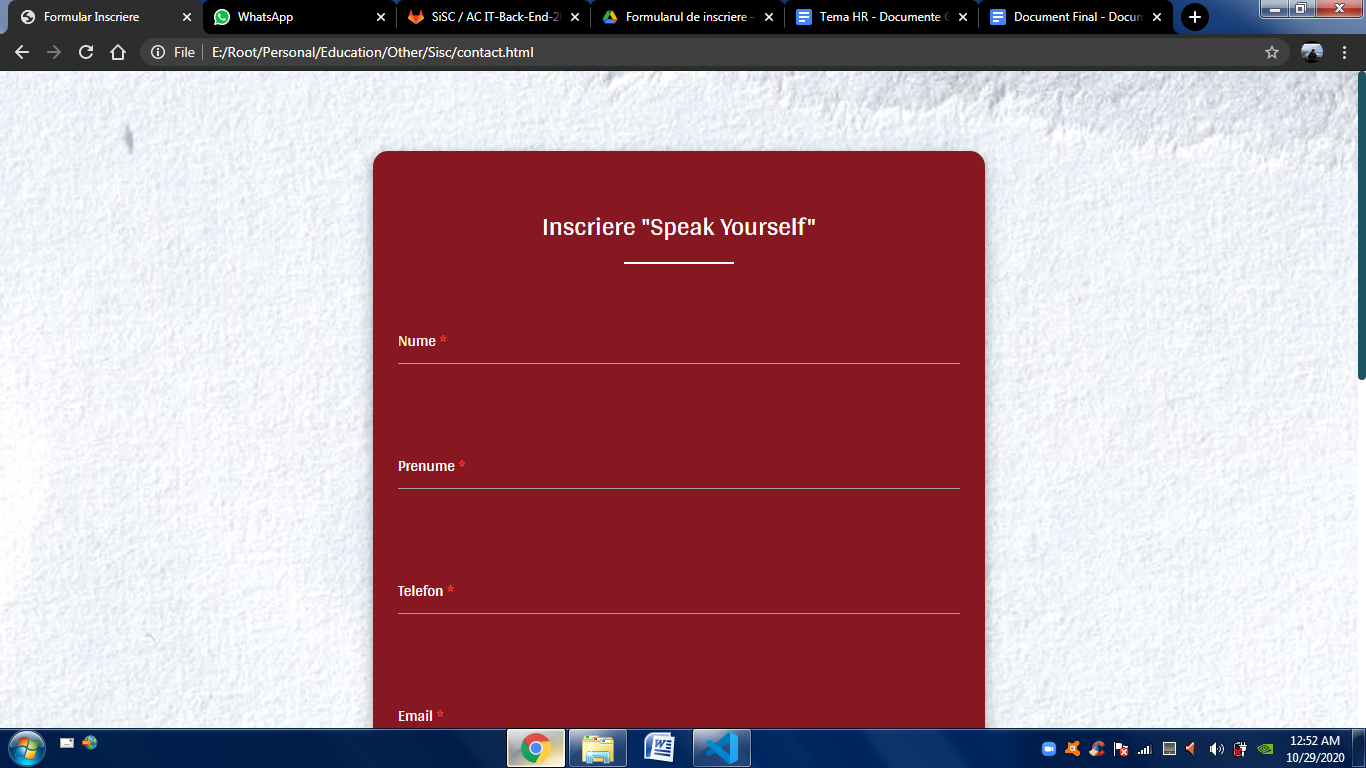 Formular Inscriere
WhatsApp
SiSC / AC IT-Back-End-2
Formularul de inscriere –
Tema HR - Documente
Document Final - Docum
File
E:/Root/Personal/Education/Other/Sisc/contact.html
Inscriere "Speak Yourself"
Nume *
Prenume *
Telefon *
Email *
12:52 AM
10/29/2020